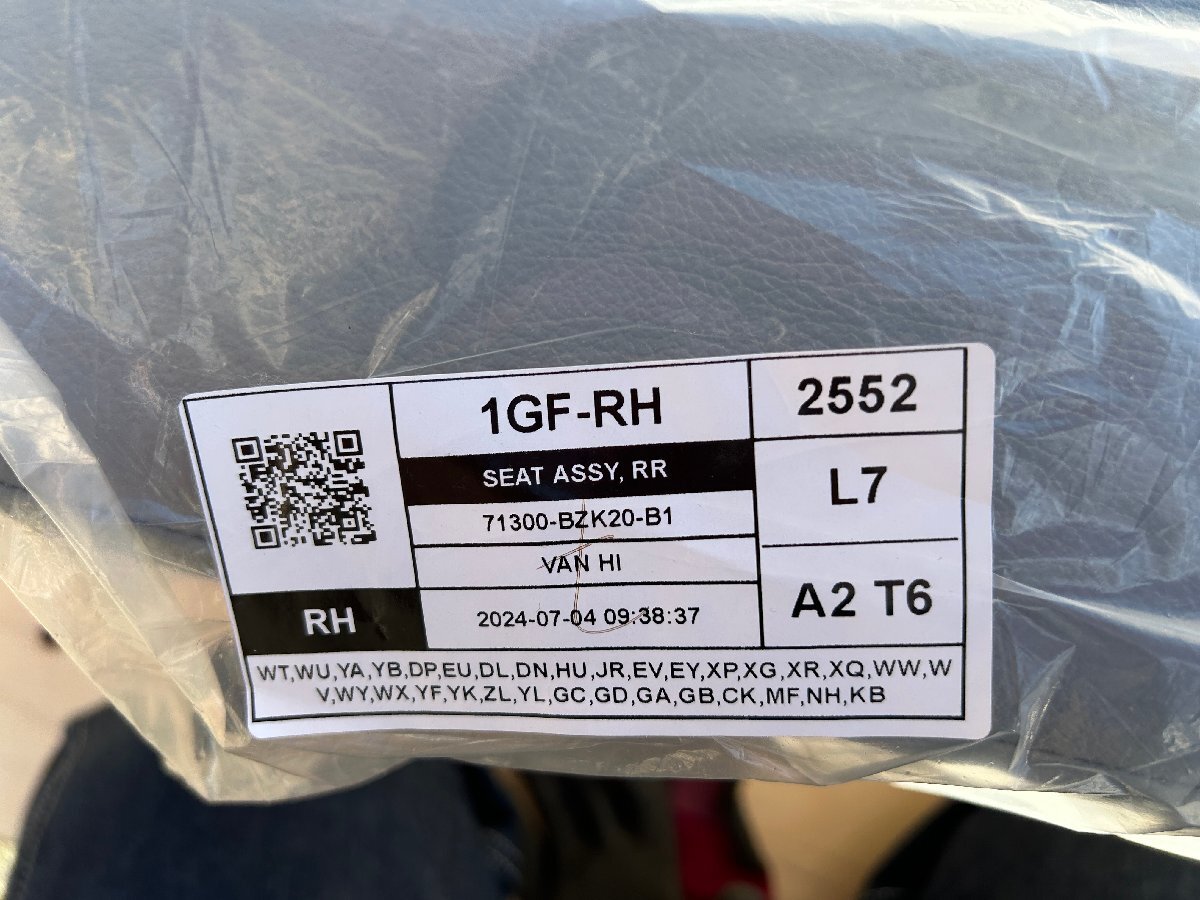 1GF-RH
2552
SEAT ASSY, RR
71300-BZK20-B1
L7
VAN HI
RH
2024-07-04 09:38:37
A2 T6
WT,WU,YA,YB,DP,EU,DL,DN,HU,JR,EV,EY,XP,XG,XR,XQ,WW,W
V,WY,WX,YF,YK,ZL,YL,GC,GD,GA,GB,CK,MF,NH,KB